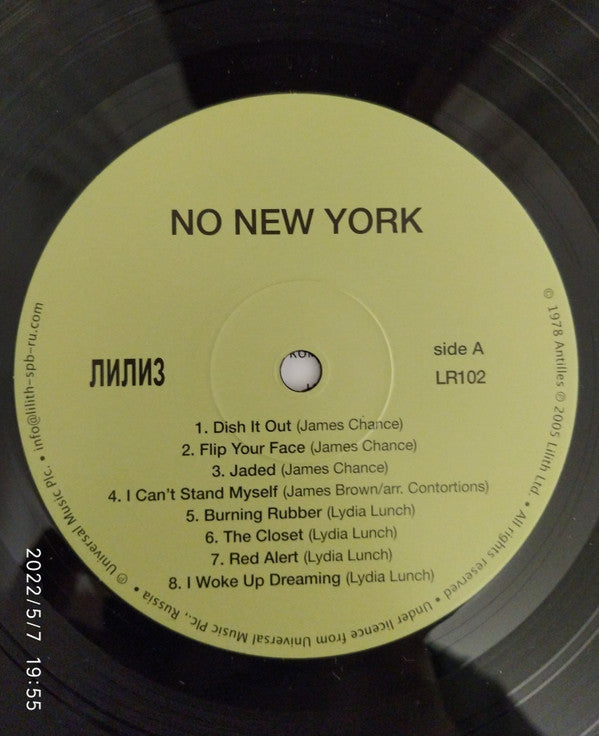 NO NEW YORK
ЛИЛИЗ
side A
LR102
1. Dish It Out (James Chance)
2. Flip Your Face (James Chance)
3. Jaded (James Chance)
4. I Can't Stand Myself (James Brown/arr. Contortions)
5. Burning Rubber (Lydia Lunch)
6. The Closet (Lydia Lunch)
7. Red Alert (Lydia Lunch)
8. I Woke Up Dreaming (Lydia Lunch)
© 1978 Antilles © 2005 Lilith Ltd. • All rights reserved • Under licence from Universal Music Plc., Russia • ℗ Universal Music Plc. • info@lilith-spb-ru.com
2022/5/7 19:55